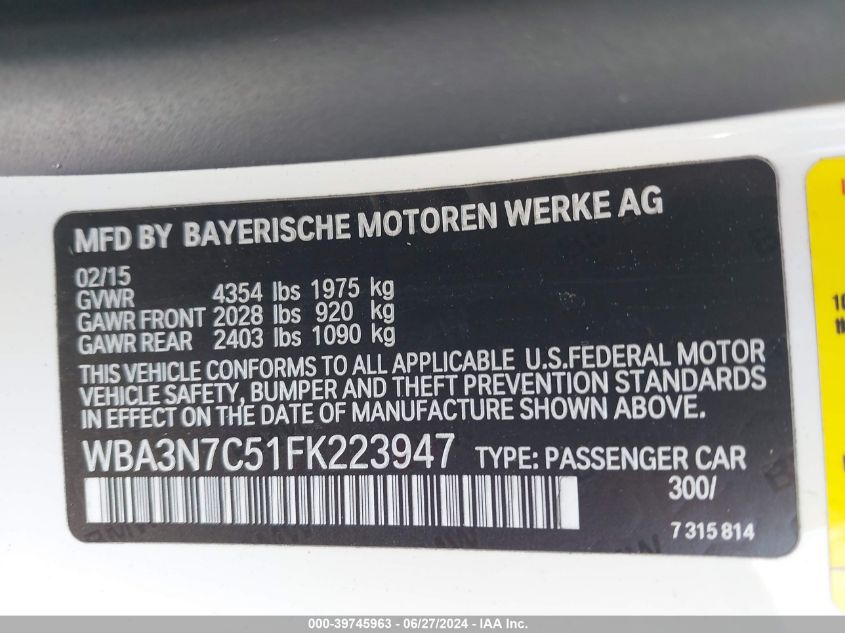 MFD BY BAYERISCHE MOTOREN WERKE AG
02/15
GVWR 4354 lbs 1975 kg
GAWR FRONT 2028 lbs 920 kg
GAWR REAR 2403 lbs 1090 kg
THIS VEHICLE CONFORMS TO ALL APPLICABLE U.S.FEDERAL MOTOR
VEHICLE SAFETY, BUMPER AND THEFT PREVENTION STANDARDS
IN EFFECT ON THE DATE OF MANUFACTURE SHOWN ABOVE.
WBA3N7C51FK223947 TYPE: PASSENGER CAR
300/
7 315 814
000-39745963 - 06/27/2024 - IAA Inc.